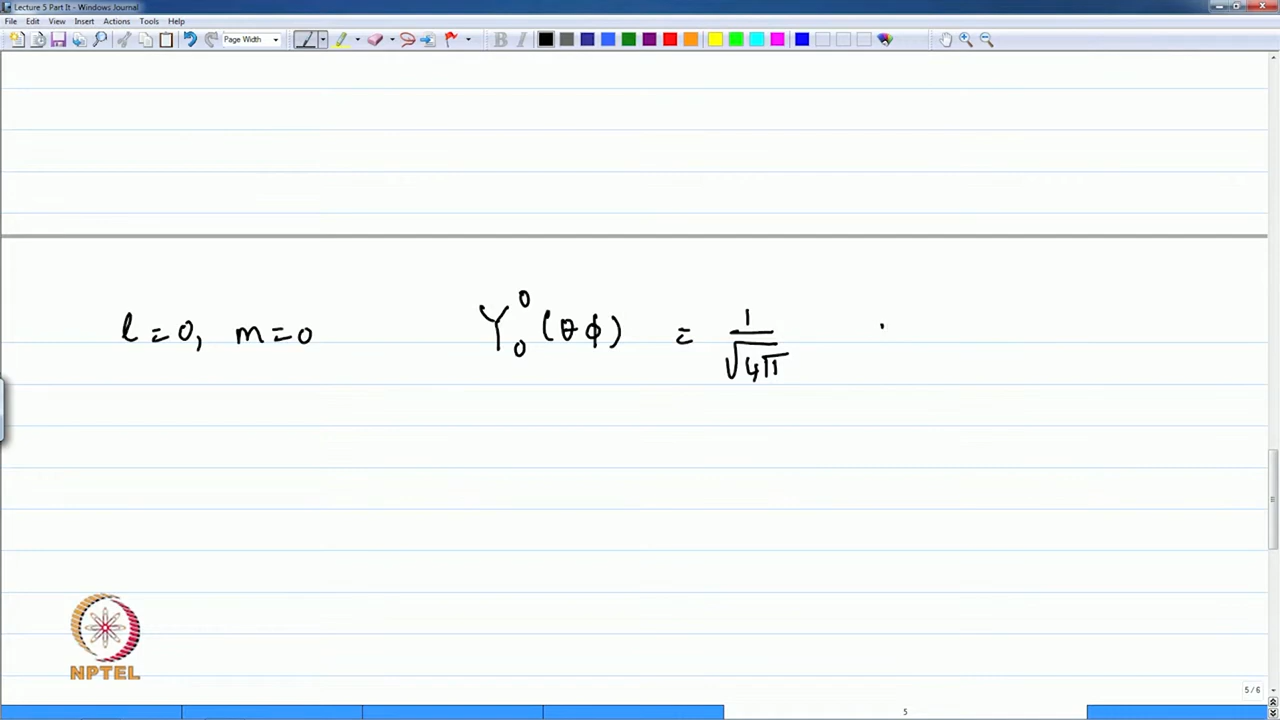 Lecture 5 Part It - Windows Journal
File Edit View Insert Actions Tools Help
Page Width
l = 0, m = 0 Y₀⁰ (θ φ) = 1/√4π
NPTEL
5 / 6
5